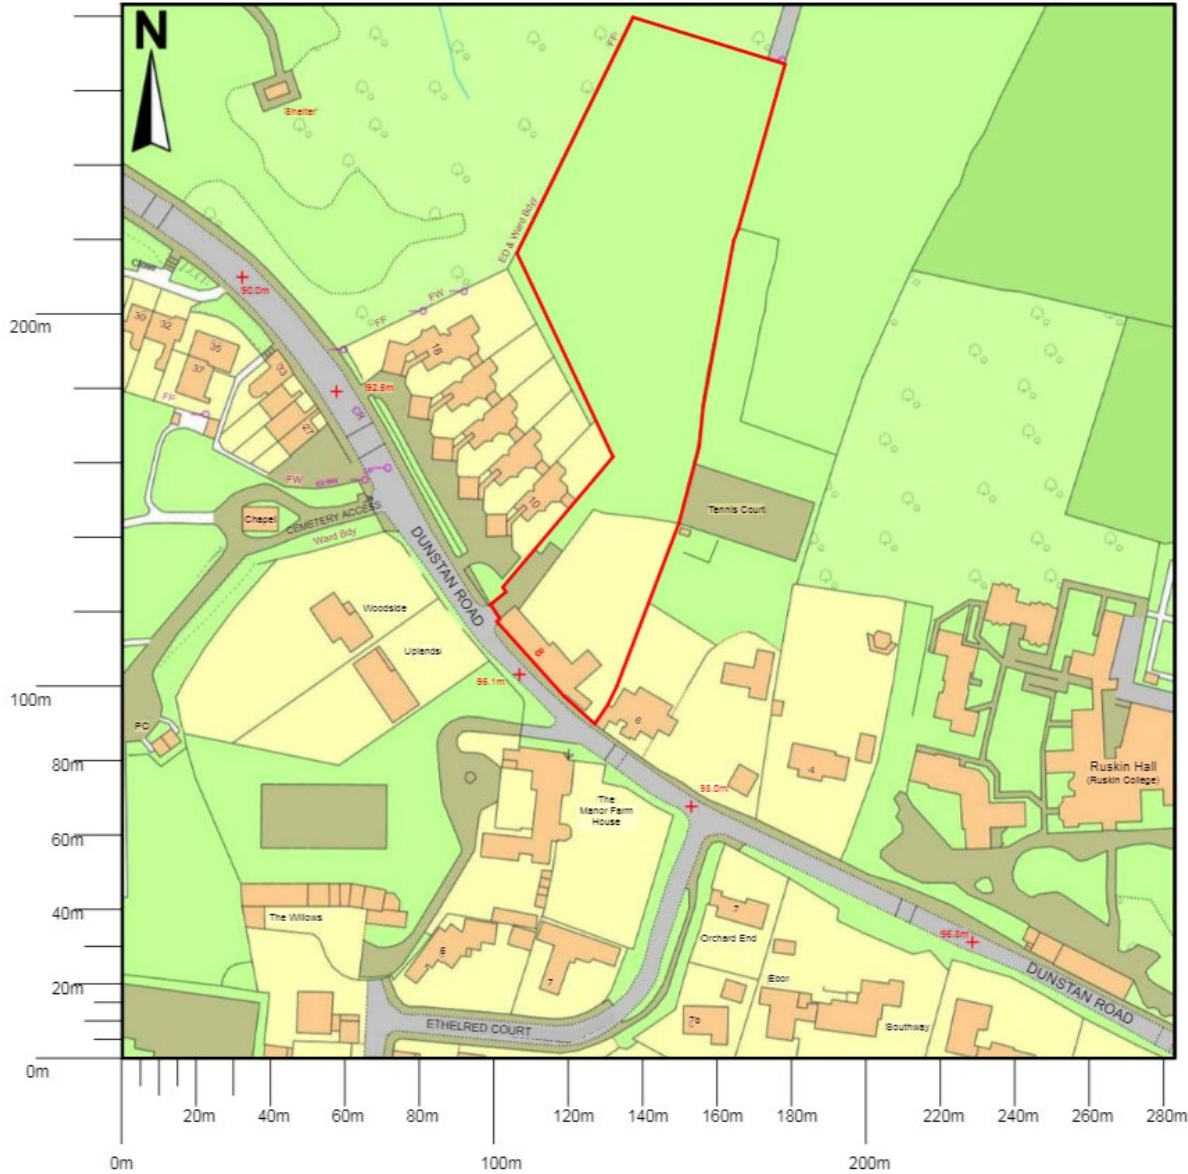 N
FF
'Shelter'
ED & Ward Bdy
Close
90.0m
FW
FF
30
32
35
37
33
27
18
200m
92.5m
CR
FF
FW
10
Tennis Court
Chapel
CEMETERY ACCESS
Ward Bdy
DUNSTAN ROAD
Woodside
Uplands
8
96.1m
6
100m
PC
4
Ruskin Hall
(Ruskin College)
80m
98.0m
The
Manor Farm
House
60m
40m
The Willows
7
Orchard End
96.8m
6
7
Ebor
DUNSTAN ROAD
20m
7b
Southway
ETHELRED COURT
0m
20m
40m
60m
80m
120m
140m
160m
180m
220m
240m
260m
280m
0m
100m
200m